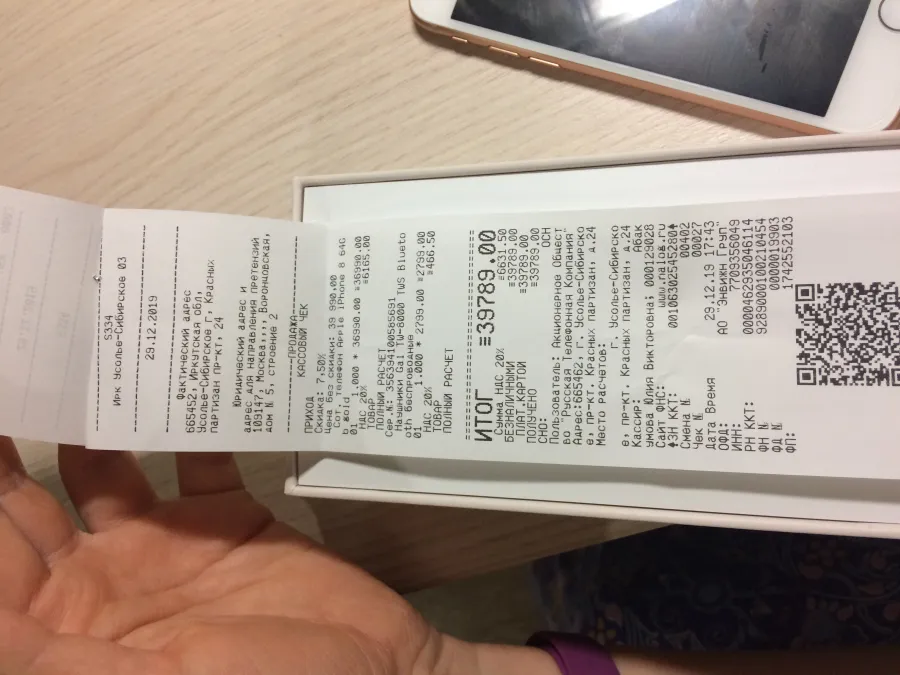 S334
Ирк Усолье-Сибирское 03
29.12.2019
Фактический адрес
665452, Иркутская обл,
Усолье-Сибирское г, Красных
партизан пр-кт, 24
Юридический адрес и
адрес для направления претензий
109147, Москва,,,, Воронцовская,
дом N 5, строение 2
ПРОДАЖА
КАССОВЫЙ ЧЕК
ПРИХОД
Скидка: 7,50%
Цена без скидки: 39 990,00
Сот. телефон Apple iPhone 8 64G
b gold
01 1.000 * 36990.00 ≡36990.00
НДС 20% ≡6165.00
ТОВАР
ПОЛНЫЙ РАСЧЕТ
Сер.N: 356394100585691
Наушники Gal TW-8000 TWS Blueto
oth беспроводные
01 1.000 * 2799.00 ≡2799.00
НДС 20% ≡466.50
ТОВАР
ПОЛНЫЙ РАСЧЕТ
ИТОГ ≡39789.00
Сумма НДС 20% ≡6631.50
БЕЗНАЛИЧНЫМИ ≡39789.00
ПЛАТ.КАРТОЙ ≡39789.00
ПОЛУЧЕНО ≡39789.00
СНО: ОСН
Пользователь: Акционерное Общест
во "Русская Телефонная Компания"
Адрес:665462, г. Усолье-Сибирско
е, пр-кт. Красных партизан, д.24
Место расчетов:
г. Усолье-Сибирско
е, пр-кт. Красных партизан, д.24
Кассир: Абак
умова Юлия Викторовна: 000129028
Сайт ФНС: www.nalog.ru
ЗН ККТ: 00106302545280
Смена № 00402
Чек № 00027
Дата Время 29.12.19 17:43
ОФД: АО "Энвижн Груп"
ИНН: 7709356049
РН ККТ: 0000462935046114
ФН № 9289000100210454
ФД № 0000019903
ФП: 1742552103